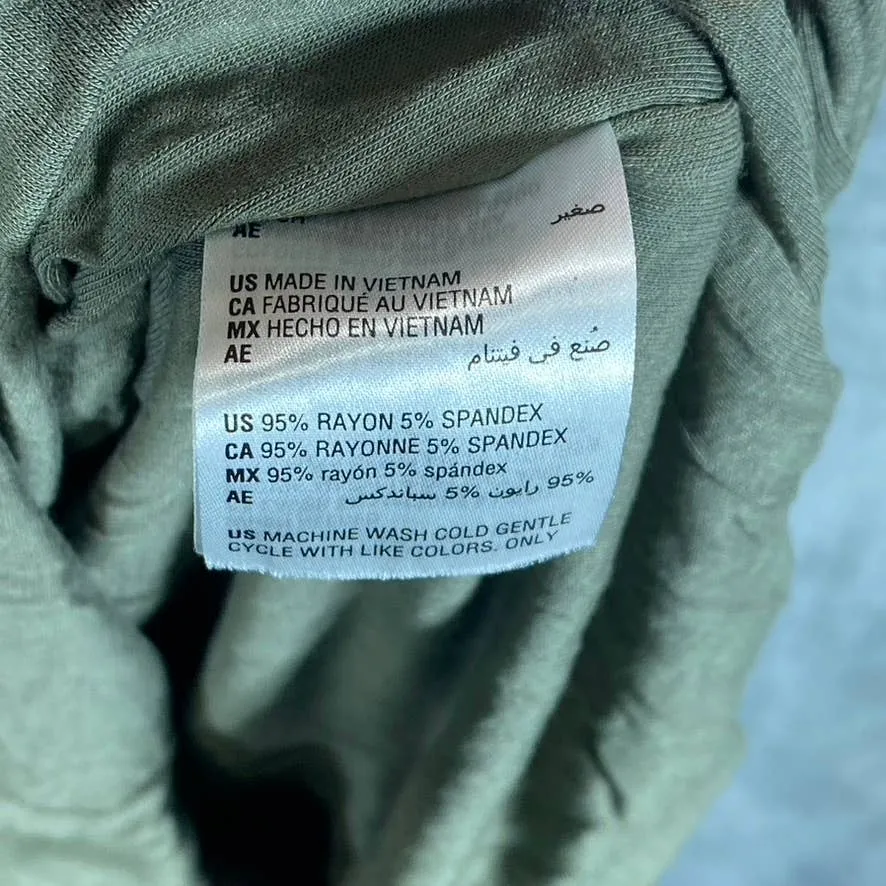 AE صغير
US MADE IN VIETNAM
CA FABRIQUÉ AU VIETNAM
MX HECHO EN VIETNAM
AE صُنع في فيتنام
US 95% RAYON 5% SPANDEX
CA 95% RAYONNE 5% SPANDEX
MX 95% rayón 5% spándex
AE 95% رايون 5% سباندكس
US MACHINE WASH COLD GENTLE
CYCLE WITH LIKE COLORS. ONLY